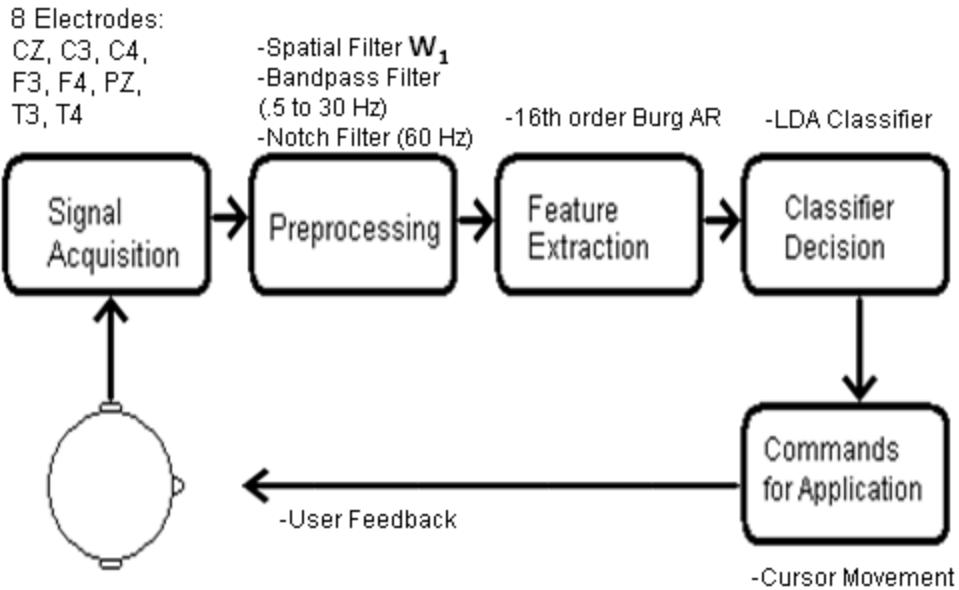 8 Electrodes:
CZ, C3, C4,
F3, F4, PZ,
T3, T4
-Spatial Filter W₁
-Bandpass Filter
(.5 to 30 Hz)
-Notch Filter (60 Hz)
-16th order Burg AR
-LDA Classifier
Signal
Acquisition
Preprocessing
Feature
Extraction
Classifier
Decision
Commands
for Application
-User Feedback
-Cursor Movement